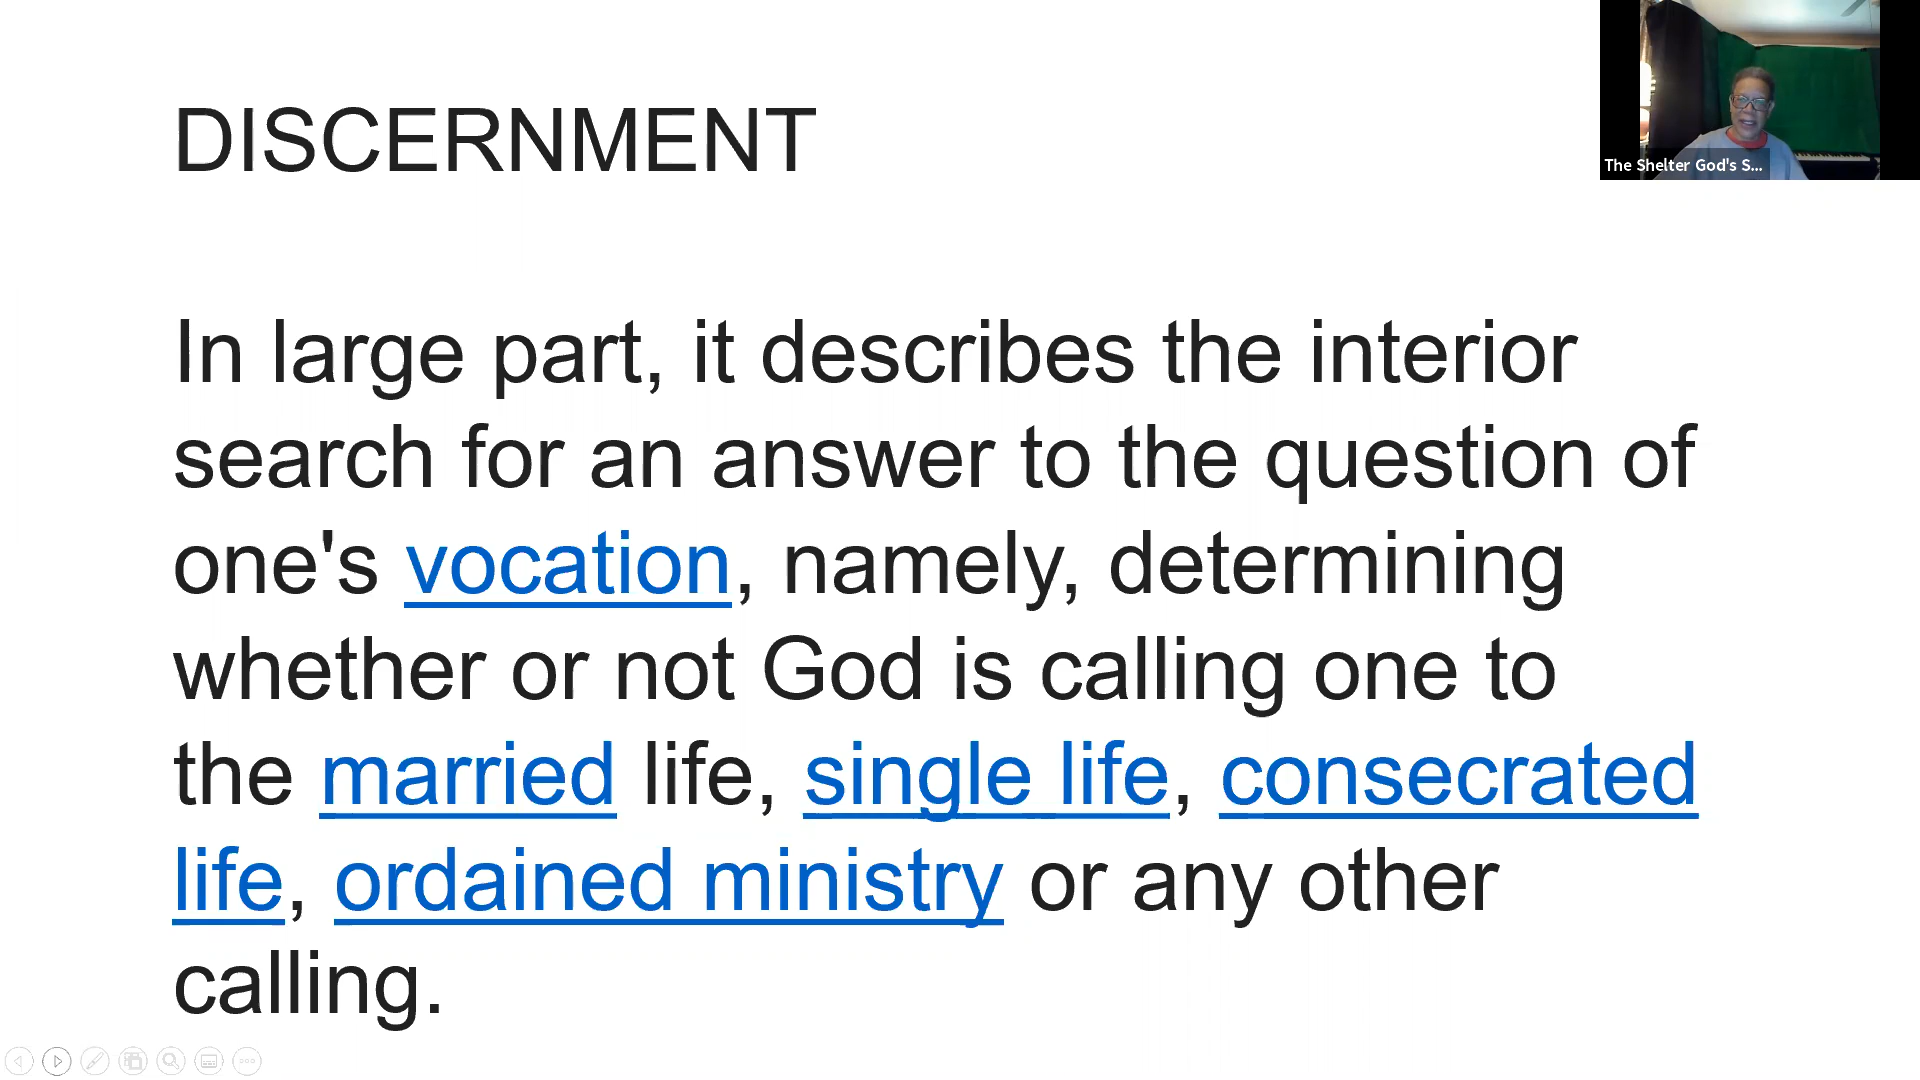 DISCERNMENT
The Shelter God's S...
In large part, it describes the interior
search for an answer to the question of
one's vocation, namely, determining
whether or not God is calling one to
the married life, single life, consecrated
life, ordained ministry or any other
calling.